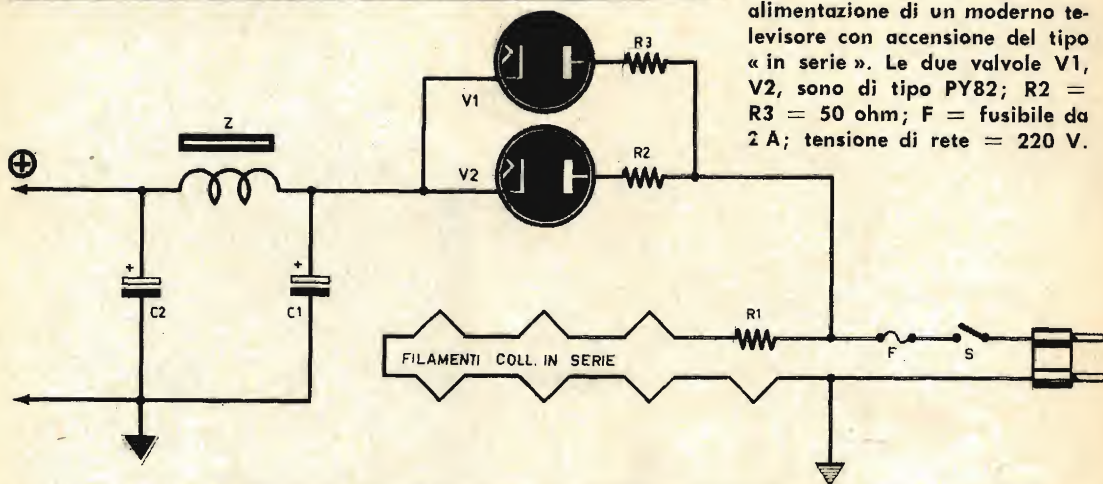 alimentazione di un moderno te-
levisore con accensione del tipo
« in serie ». Le due valvole V1,
V2, sono di tipo PY82; R2 =
R3 = 50 ohm; F = fusibile da
2 A; tensione di rete = 220 V.
R3
V1
Z
+
V2
R2
+
C2
+
C1
R1
FILAMENTI COLL. IN SERIE
F
S